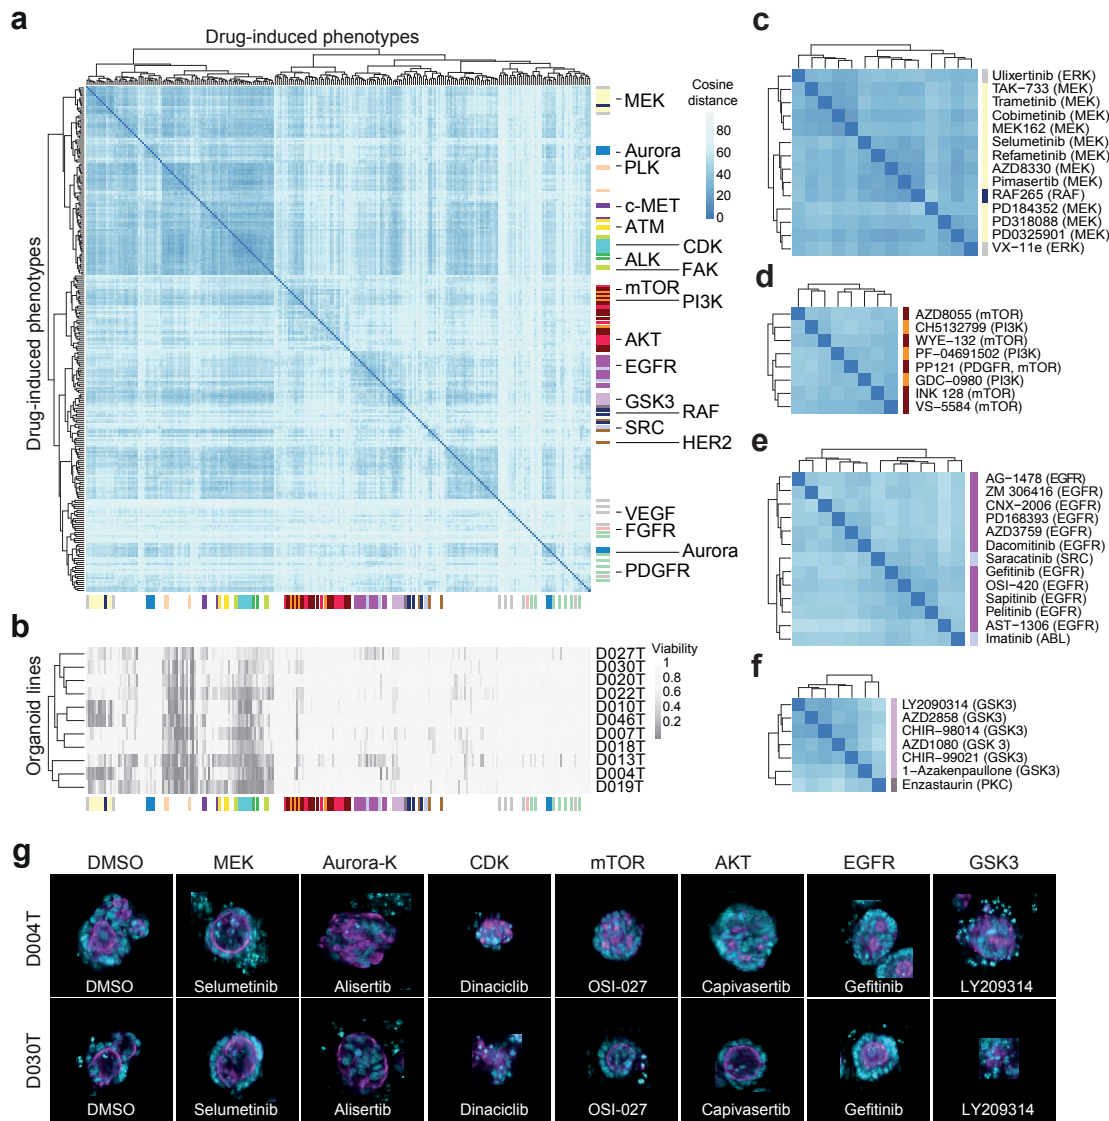 a
Drug-induced phenotypes
Drug-induced phenotypes
Cosine
distance
80
60
40
20
0
MEK
Aurora
PLK
c-MET
ATM
CDK
ALK
FAK
mTOR
PI3K
AKT
EGFR
GSK3
RAF
SRC
HER2
VEGF
FGFR
Aurora
PDGFR
b
Organoid lines
D027T
D030T
D020T
D022T
D010T
D046T
D007T
D018T
D013T
D004T
D019T
Viability
1
0.8
0.6
0.4
0.2
c
Ulixertinib (ERK)
TAK−733 (MEK)
Trametinib (MEK)
Cobimetinib (MEK)
MEK162 (MEK)
Selumetinib (MEK)
Refametinib (MEK)
AZD8330 (MEK)
Pimasertib (MEK)
RAF265 (RAF)
PD184352 (MEK)
PD318088 (MEK)
PD0325901 (MEK)
VX−11e (ERK)
d
AZD8055 (mTOR)
CH5132799 (PI3K)
WYE−132 (mTOR)
PF−04691502 (PI3K)
PP121 (PDGFR, mTOR)
GDC−0980 (PI3K)
INK 128 (mTOR)
VS−5584 (mTOR)
e
AG−1478 (EGFR)
ZM 306416 (EGFR)
CNX−2006 (EGFR)
PD168393 (EGFR)
AZD3759 (EGFR)
Dacomitinib (EGFR)
Saracatinib (SRC)
Gefitinib (EGFR)
OSI−420 (EGFR)
Sapitinib (EGFR)
Pelitinib (EGFR)
AST−1306 (EGFR)
Imatinib (ABL)
f
LY2090314 (GSK3)
AZD2858 (GSK3)
CHIR−98014 (GSK3)
AZD1080 (GSK 3)
CHIR−99021 (GSK3)
1−Azakenpaullone (GSK3)
Enzastaurin (PKC)
g
DMSO MEK Aurora-K CDK mTOR AKT EGFR GSK3
D004T
DMSO Selumetinib Alisertib Dinaciclib OSI-027 Capivasertib Gefitinib LY209314
D030T
DMSO Selumetinib Alisertib Dinaciclib OSI-027 Capivasertib Gefitinib LY209314